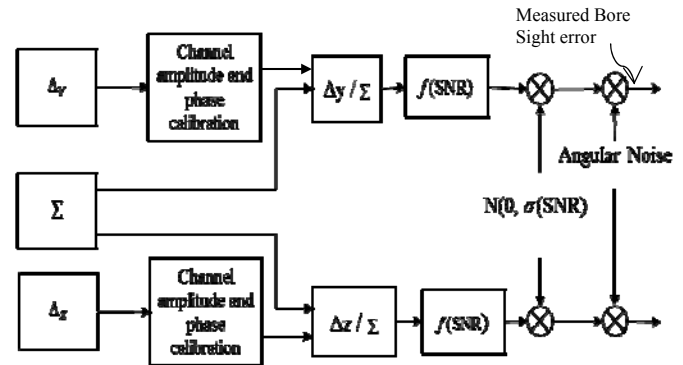 Measured Bore
Sight error
Channel
amplitude and
phase
calibration
Δy / Σ
f(SNR)
ΔY
Angular Noise
Σ
N(0, σ(SNR)
Channel
amplitude and
phase
calibration
Δz / Σ
f(SNR)
ΔZ